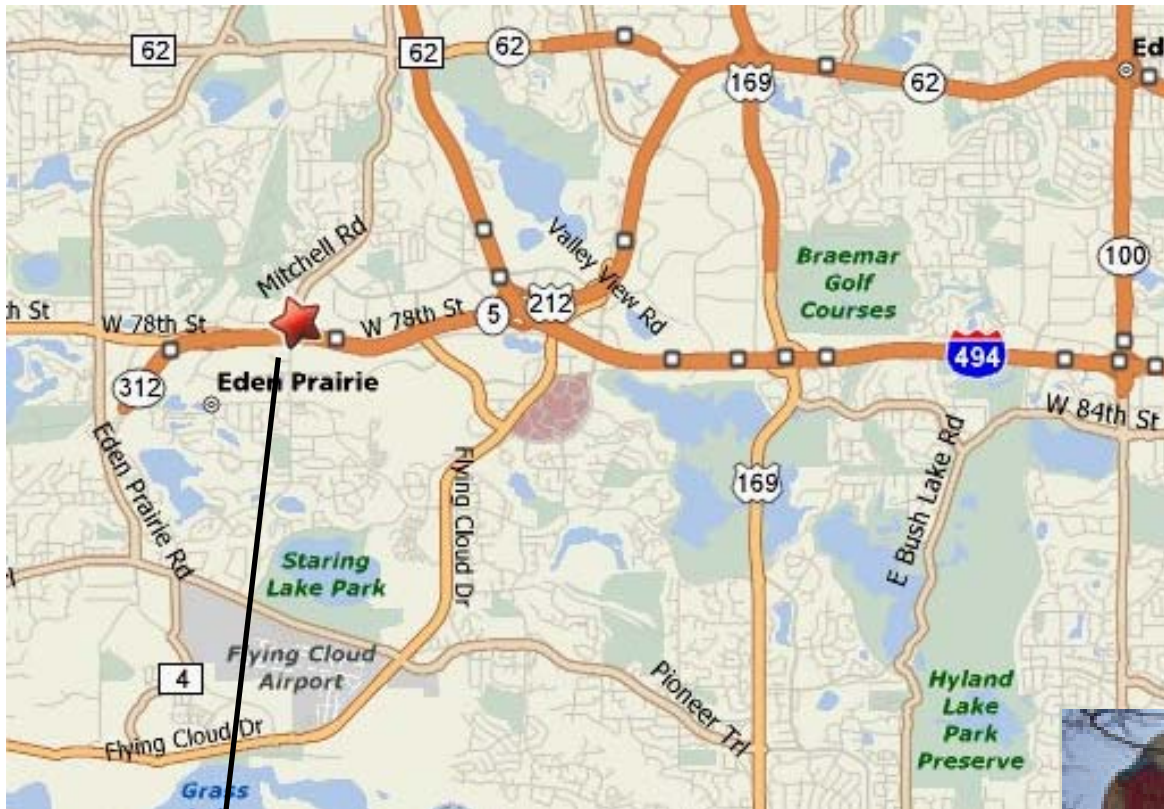 62
62
62
169
62
Ed
Mitchell Rd
Valley View Rd
Braemar
Golf
Courses
100
th St
W 78th St
W 78th St
5
212
494
312
Eden Prairie
W 84th St
Eden Prairie Rd
Flying Cloud Dr
169
E Bush Lake Rd
Staring
Lake Park
Flying Cloud
Airport
4
Pioneer Trl
Hyland
Lake
Park
Preserve
Flying Cloud Dr
Grass